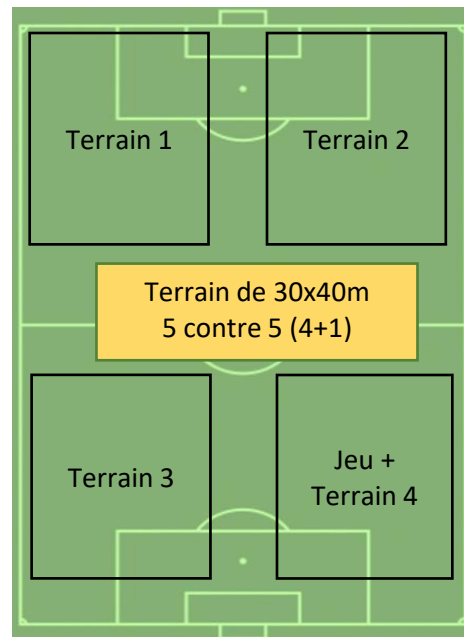 Terrain 1
Terrain 2
Terrain de 30x40m
5 contre 5 (4+1)
Terrain 3
Jeu +
Terrain 4